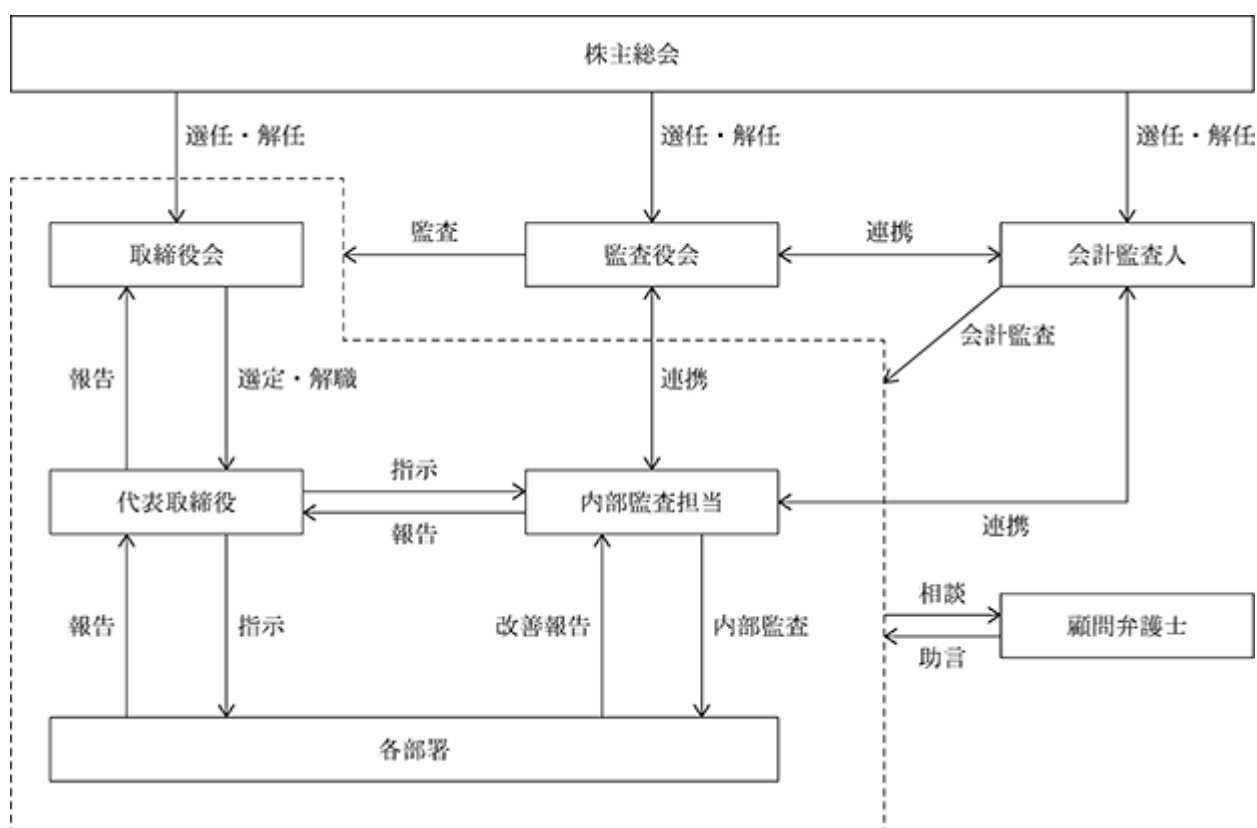 株主総会
選任・解任
選任・解任
選任・解任
取締役会
監査
監査役会
連携
会計監査人
会計監査
報告
選定・解職
連携
代表取締役
指示
報告
内部監査担当
連携
報告
指示
改善報告
内部監査
相談
助言
顧問弁護士
各部署